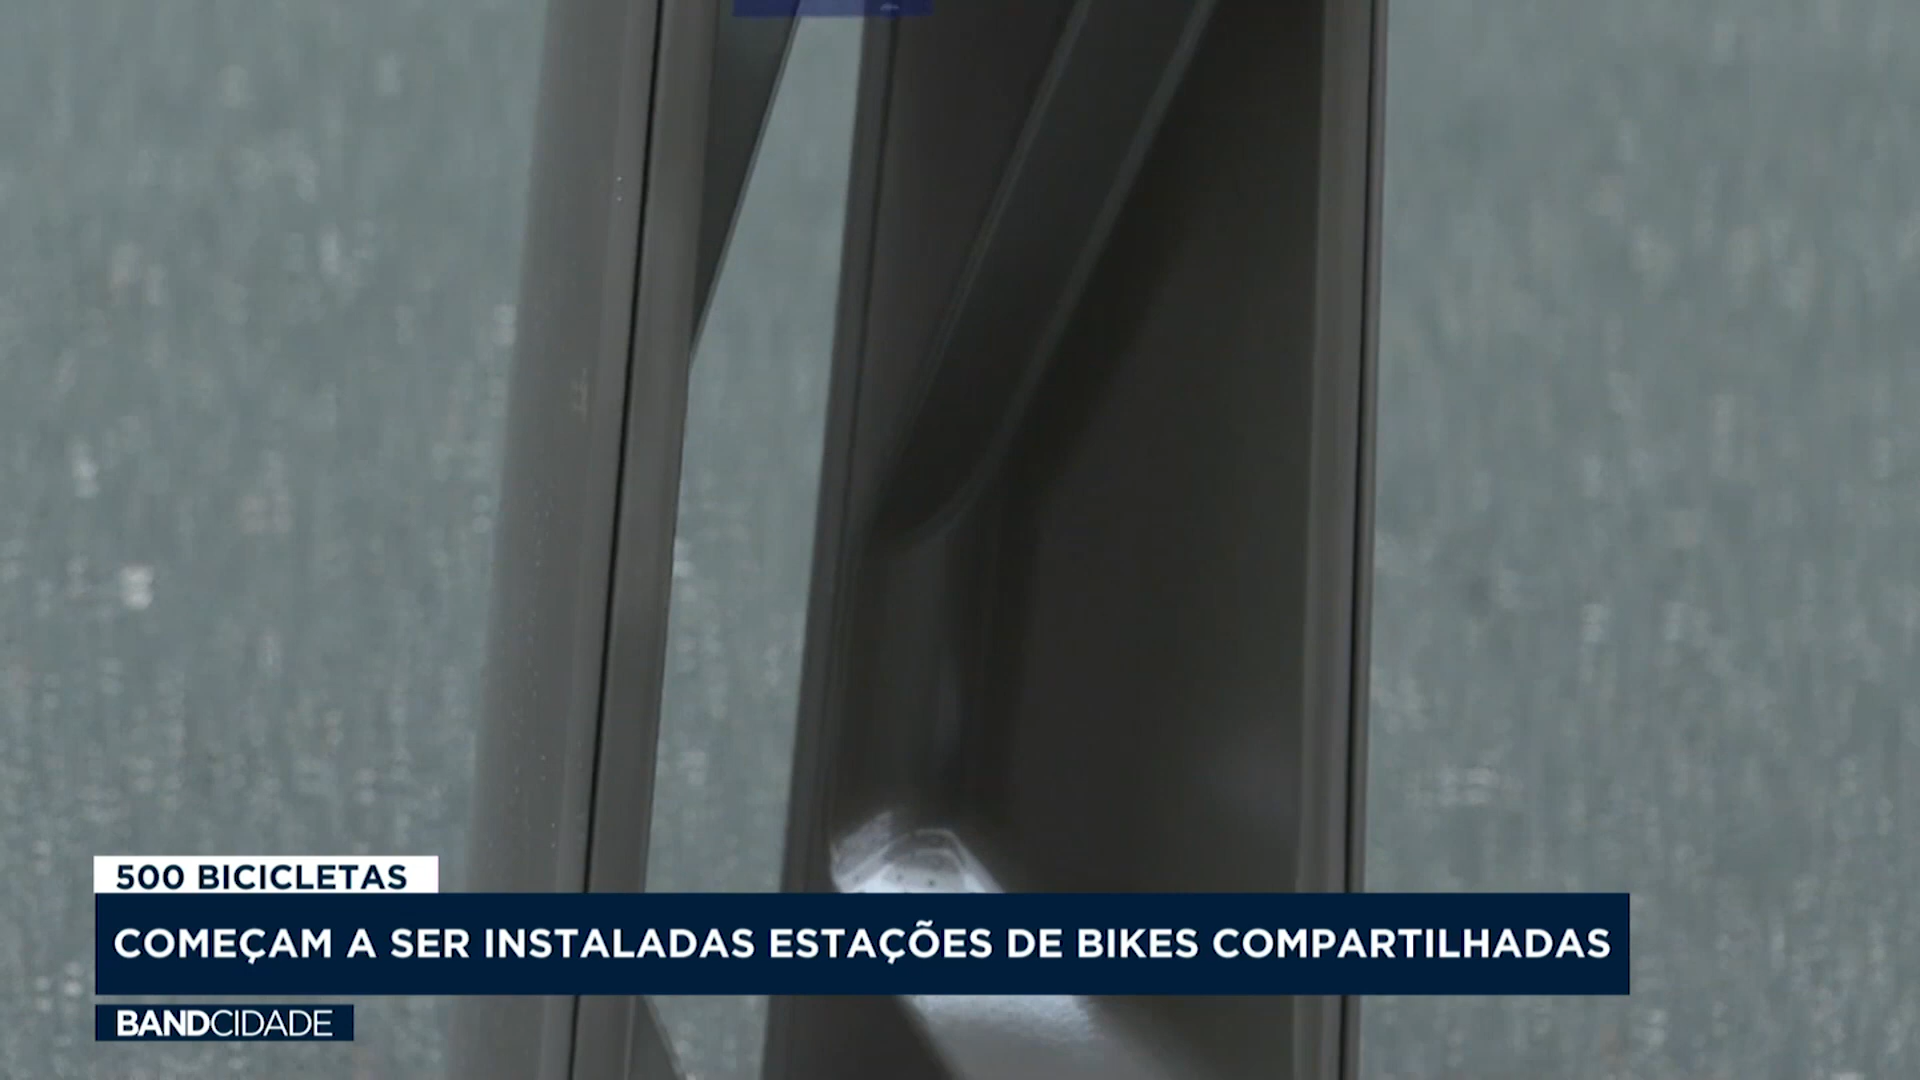 500 BICICLETAS
COMEÇAM A SER INSTALADAS ESTAÇÕES DE BIKES COMPARTILHADAS
BANDCIDADE